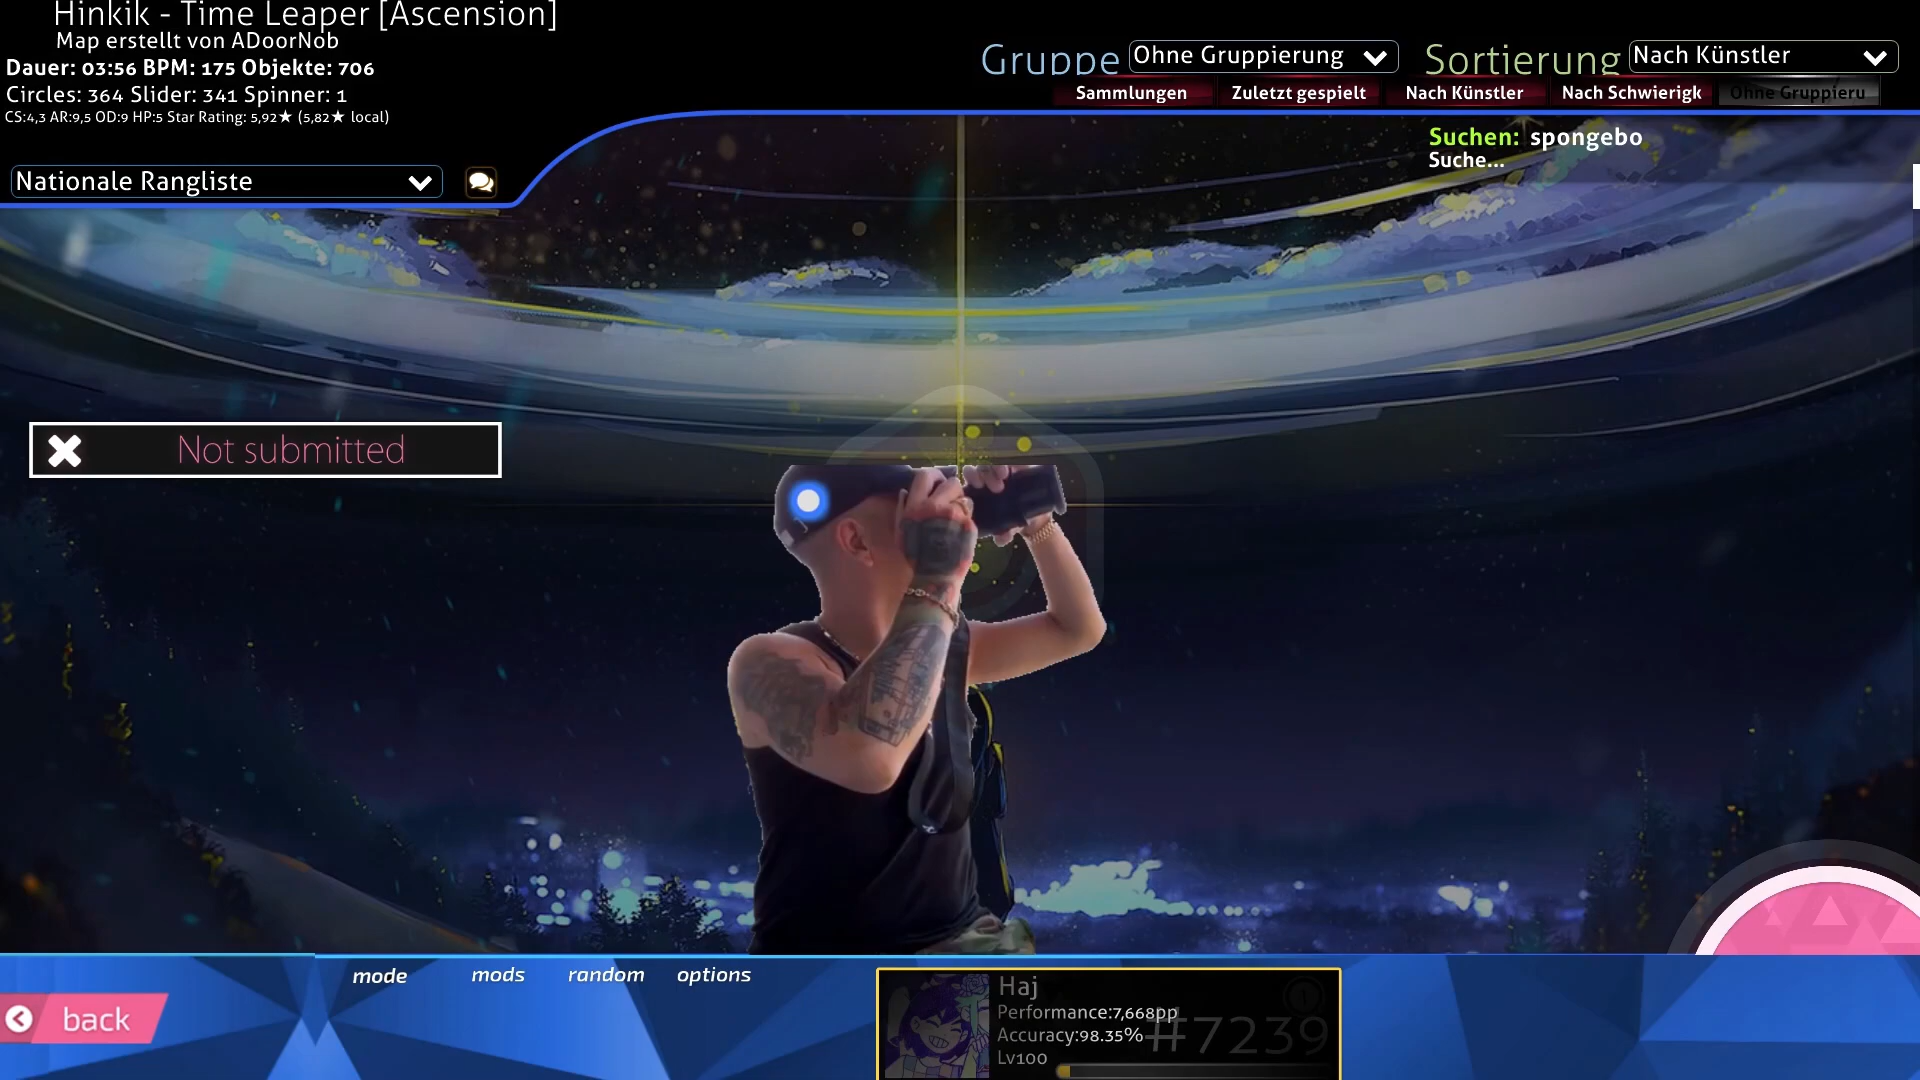 Hinkik - Time Leaper [Ascension]
Map erstellt von ADoorNob
Dauer: 03:56 BPM: 175 Objekte: 706
Circles: 364 Slider: 341 Spinner: 1
CS:4,3 AR:9,5 OD:9 HP:5 Star Rating: 5,92★ (5,82★ local)
Gruppe Ohne Gruppierung Sortierung Nach Künstler
Sammlungen Zuletzt gespielt Nach Künstler Nach Schwierigk Ohne Gruppieru
Suchen: spongebo
Suche...
Nationale Rangliste
Not submitted
mode mods random options
back
Haj
Performance:7,668pp
Accuracy:98.35%
Lv100
#7239